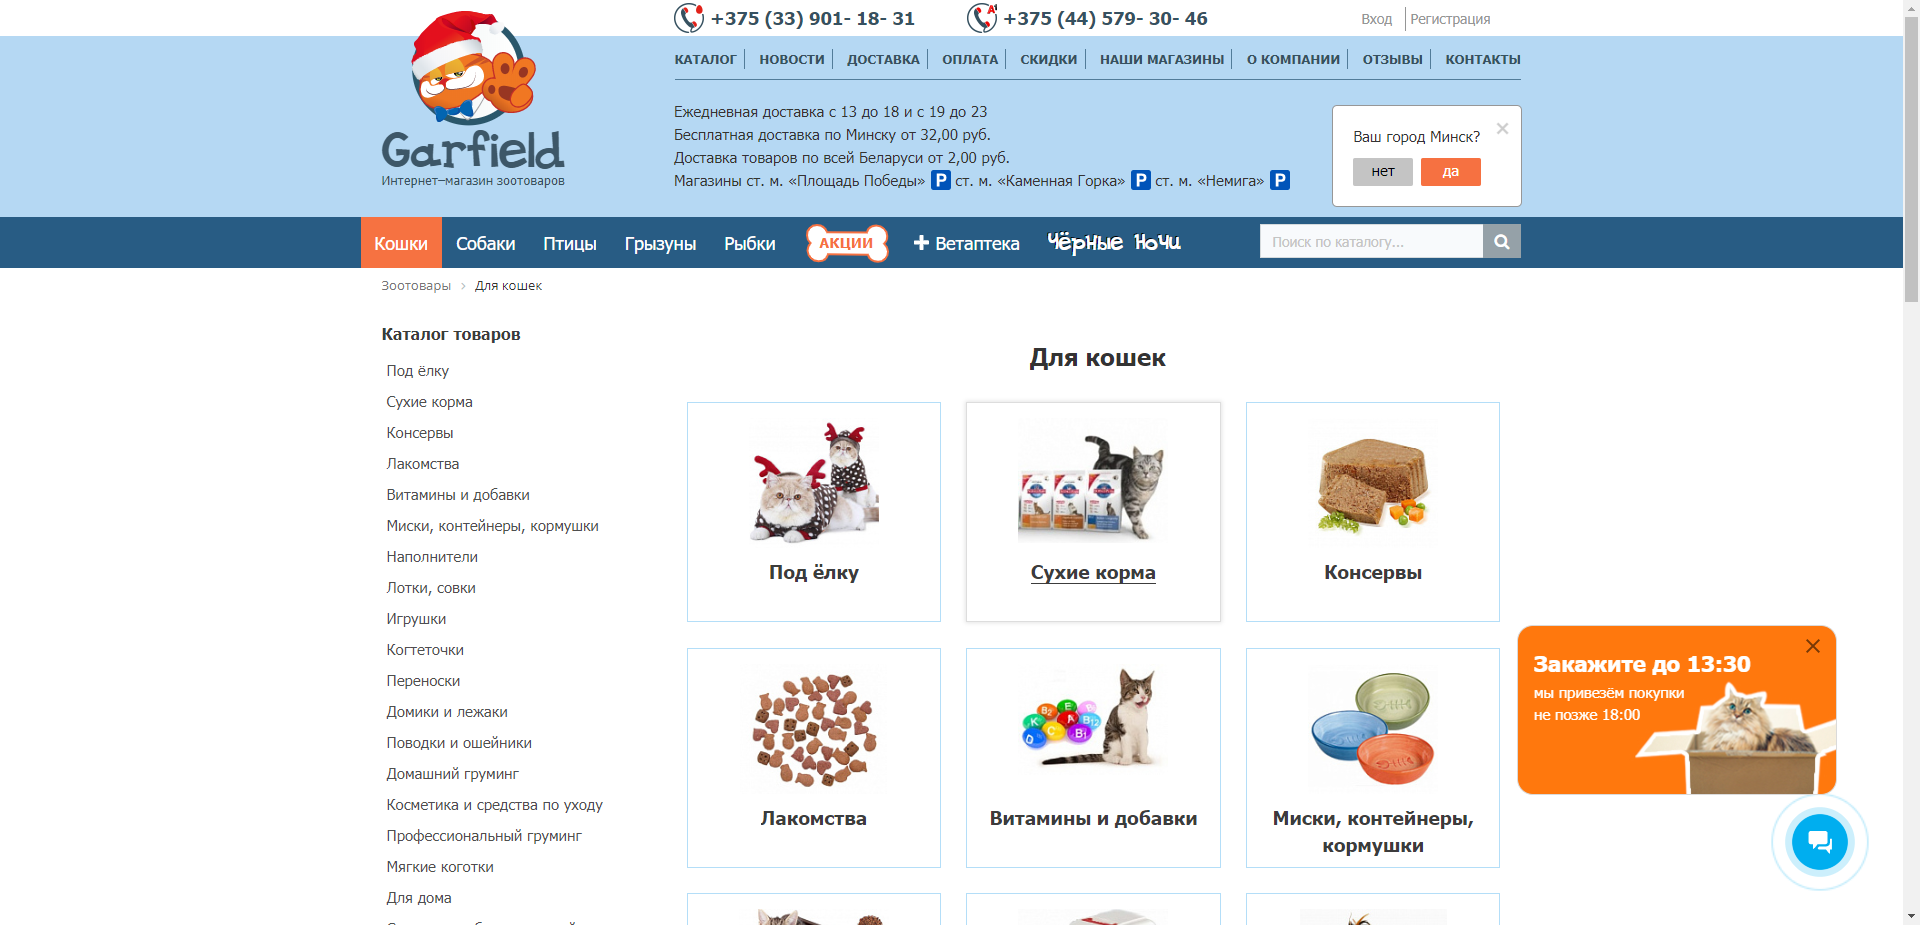 +375 (33) 901- 18- 31
+375 (44) 579- 30- 46
Вход
Регистрация
КАТАЛОГ
НОВОСТИ
ДОСТАВКА
ОПЛАТА
СКИДКИ
НАШИ МАГАЗИНЫ
О КОМПАНИИ
ОТЗЫВЫ
КОНТАКТЫ
Garfield
Интернет–магазин зоотоваров
Ежедневная доставка с 13 до 18 и с 19 до 23
Бесплатная доставка по Минску от 32,00 руб.
Доставка товаров по всей Беларуси от 2,00 руб.
Магазины ст. м. «Площадь Победы» P ст. м. «Каменная Горка» P ст. м. «Немига» P
Ваш город Минск?
нет
да
Кошки
Собаки
Птицы
Грызуны
Рыбки
АКЦИИ
Ветаптека
Чёрные Ночи
Поиск по каталогу...
Зоотовары > Для кошек
Каталог товаров
Под ёлку
Сухие корма
Консервы
Лакомства
Витамины и добавки
Миски, контейнеры, кормушки
Наполнители
Лотки, совки
Игрушки
Когтеточки
Переноски
Домики и лежаки
Поводки и ошейники
Домашний груминг
Косметика и средства по уходу
Профессиональный груминг
Мягкие коготки
Для дома
Для кошек
Под ёлку
Сухие корма
Консервы
Лакомства
Витамины и добавки
Миски, контейнеры,
кормушки
Закажите до 13:30
мы привезём покупки
не позже 18:00